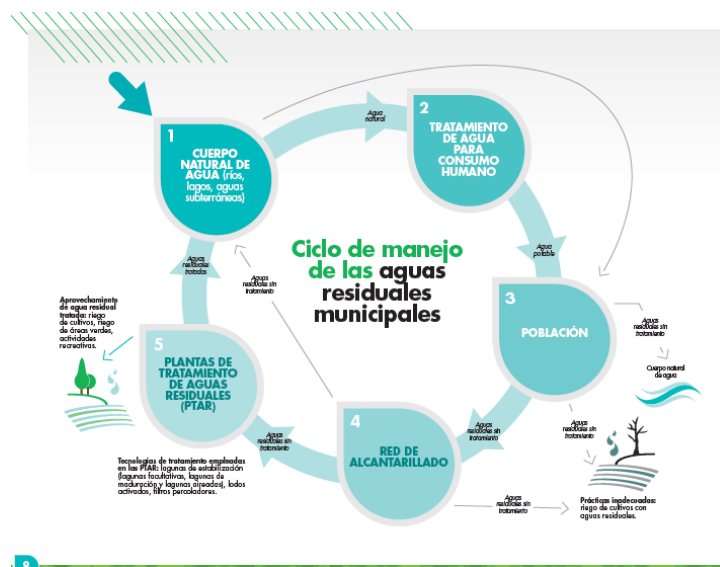 1
CUERPO
NATURAL DE
AGUA (ríos,
lagos, aguas
subterráneas)
Agua
natural
2
TRATAMIENTO
DE AGUA
PARA
CONSUMO
HUMANO
Agua
potable
Ciclo de manejo
de las aguas
residuales
municipales
3
POBLACIÓN
Aguas
residuales sin
tratamiento
Cuerpo natural
de agua
Aguas
residuales sin
tratamiento
Prácticas inadecuadas:
riego de cultivos con
aguas residuales.
Aguas
residuales sin
tratamiento
4
RED DE
ALCANTARILLADO
Aguas
residuales sin
tratamiento
Aguas
residuales sin
tratamiento
Aguas
residuales sin
tratamiento
5
PLANTAS DE
TRATAMIENTO
DE AGUAS
RESIDUALES
(PTAR)
Aguas
residuales
tratadas
Aprovechamiento
de agua residual
tratada: riego
de cultivos, riego
de áreas verdes,
actividades
recreativas.
Tecnologías de tratamiento empleadas
en las PTAR: lagunas de estabilización
(lagunas facultativas, lagunas de
maduración y lagunas aireadas), lodos
activados, filtros percoladores.
8